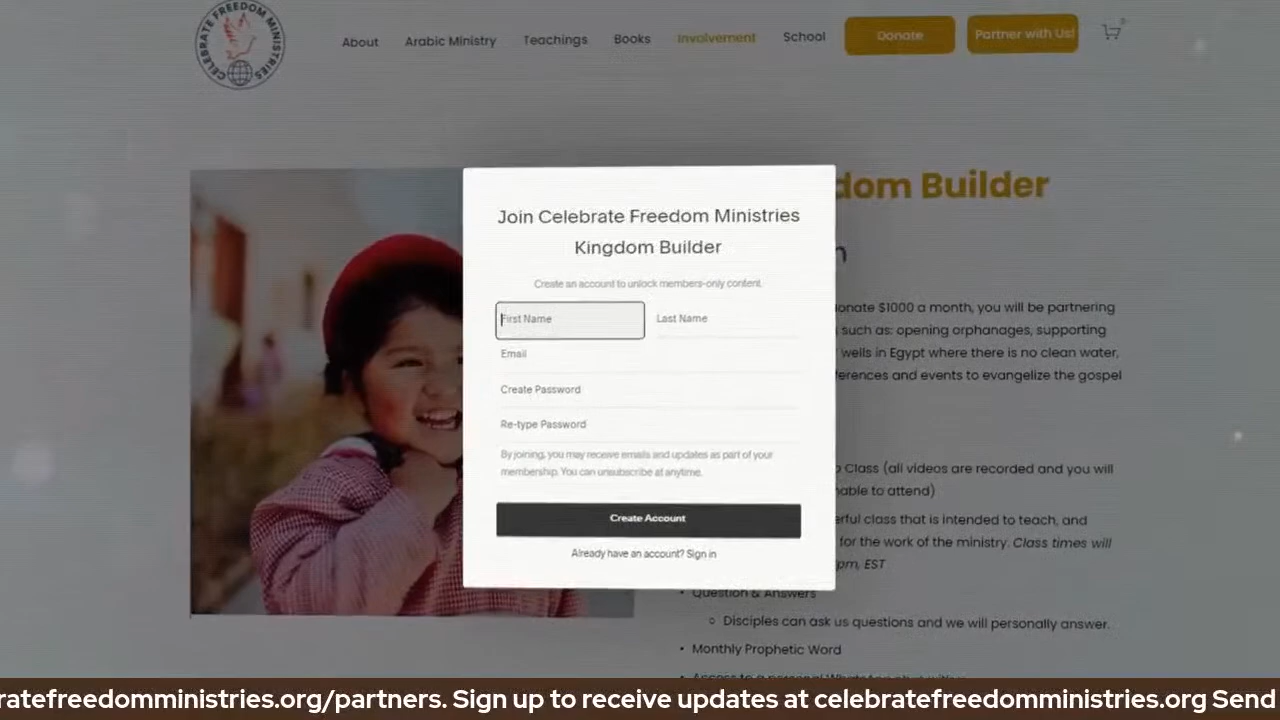 CELEBRATE FREEDOM MINISTRIES
About
Arabic Ministry
Teachings
Books
Involvement
School
Donate
Partner with Us!
0
dom Builder
Join Celebrate Freedom Ministries
Kingdom Builder
Create an account to unlock members-only content.
First Name
Last Name
Email
Create Password
Re-type Password
By joining, you may receive emails and updates as part of your
membership. You can unsubscribe at anytime.
Create Account
Already have an account? Sign in
onate $1000 a month, you will be partnering
such as: opening orphanages, supporting
wells in Egypt where there is no clean water,
ferences and events to evangelize the gospel
p Class (all videos are recorded and you will
nable to attend)
erful class that is intended to teach, and
for the work of the ministry. Class times will
pm, EST
• Question & Answers
○ Disciples can ask us questions and we will personally answer.
• Monthly Prophetic Word
ratefreedomministries.org/partners. Sign up to receive updates at celebratefreedomministries.org Send